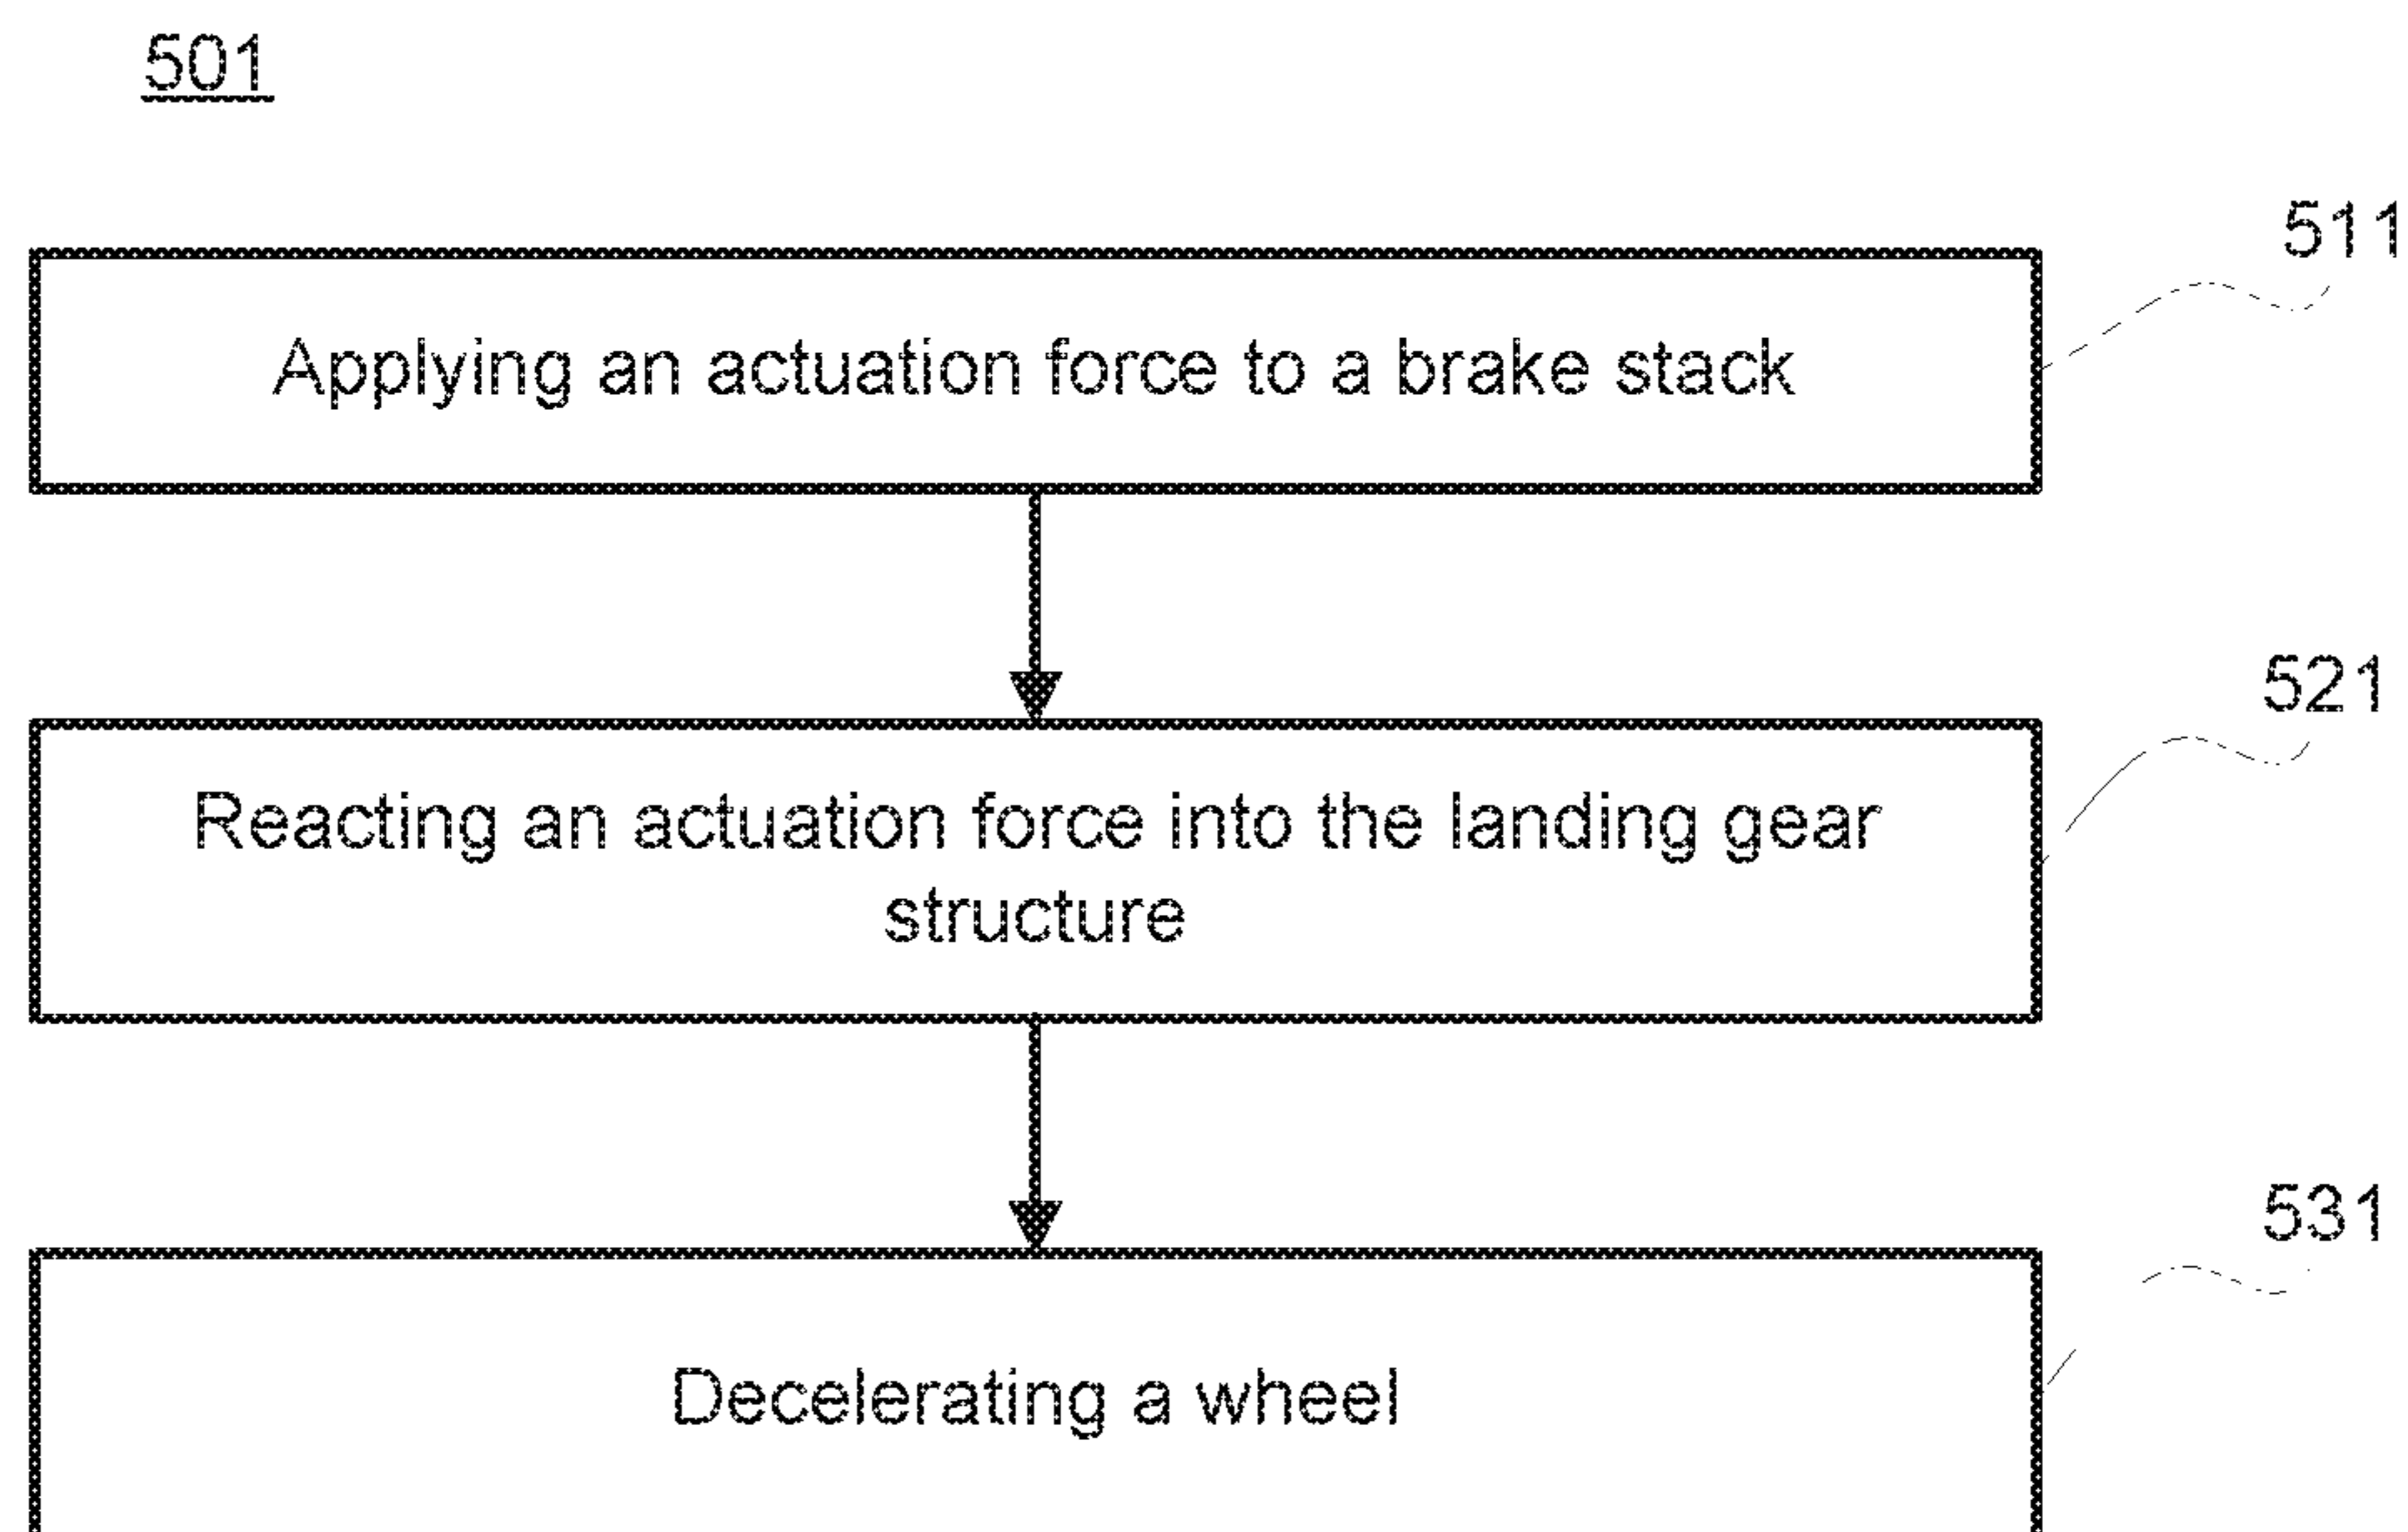 501
511
Applying an actuation force to a brake stack
521
Reacting an actuation force into the landing gear
structure
531
Decelerating a wheel